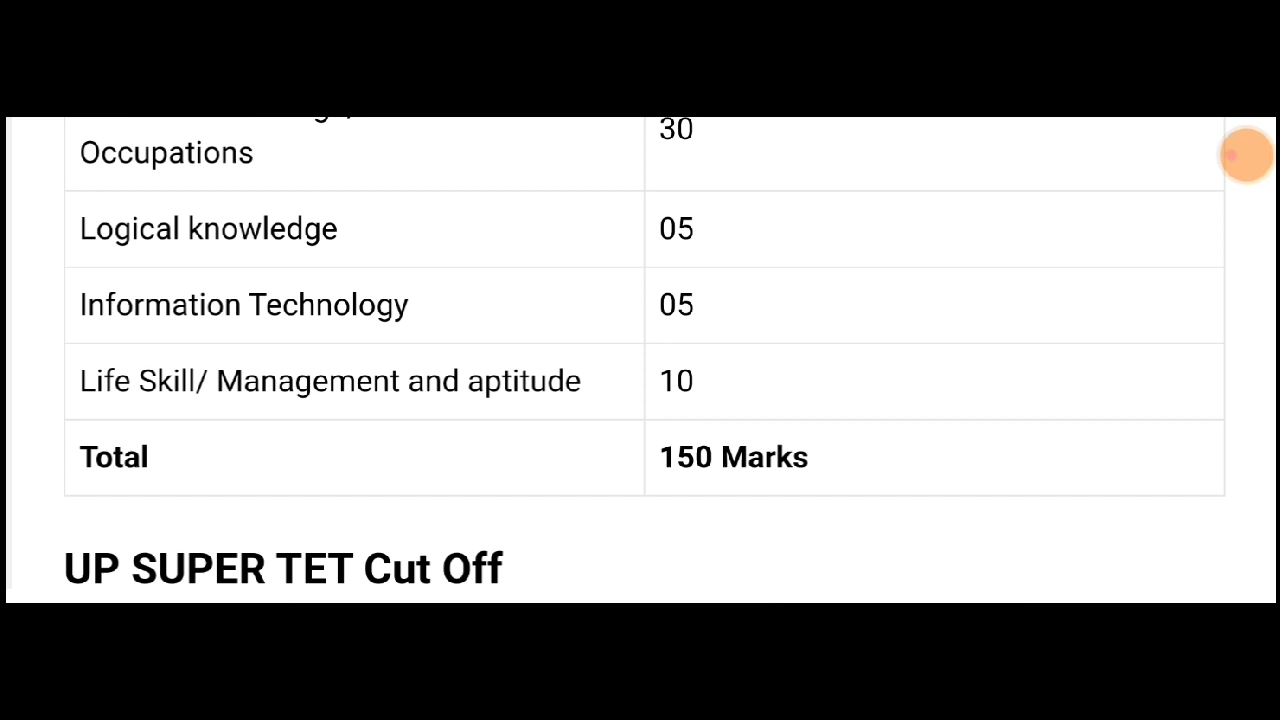 30
Occupations
Logical knowledge 05
Information Technology 05
Life Skill/ Management and aptitude 10
Total 150 Marks
UP SUPER TET Cut Off